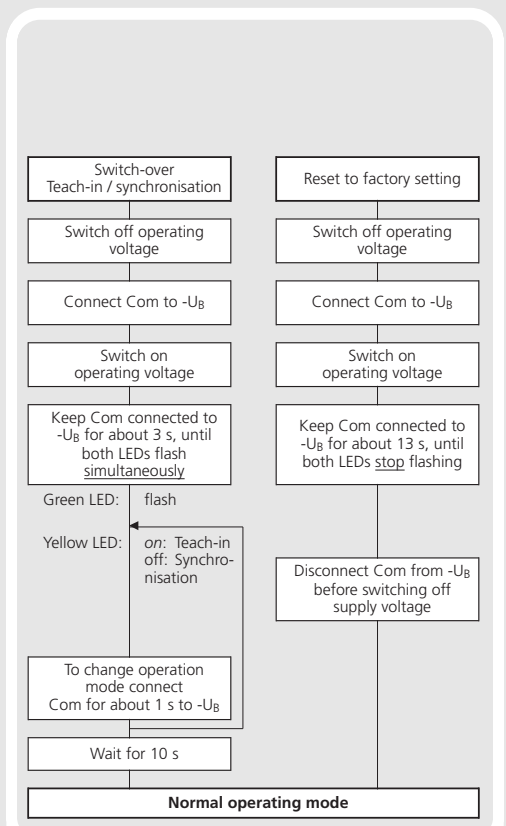 Switch-over
Teach-in / synchronisation
Switch off operating
voltage
Connect Com to -UB
Switch on
operating voltage
Keep Com connected to
-UB for about 3 s, until
both LEDs flash
simultaneously
Green LED: flash
Yellow LED: on: Teach-in
off: Synchro-
nisation
To change operation
mode connect
Com for about 1 s to -UB
Wait for 10 s
Reset to factory setting
Switch off operating
voltage
Connect Com to -UB
Switch on
operating voltage
Keep Com connected to
-UB for about 13 s, until
both LEDs stop flashing
Disconnect Com from -UB
before switching off
supply voltage
Normal operating mode